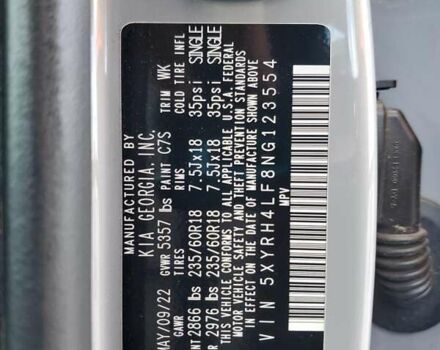 MANUFACTURED BY
KIA GEORGIA, INC.
MAY/09/22 GVWR 5357 lbs PAINT C7S TRIM WK
GAWR TIRES RIMS COLD TIRE INFL
2866 lbs 235/60R18 7.5Jx18 35psi SINGLE
2976 lbs 235/60R18 7.5Jx18 35psi SINGLE
THIS VEHICLE CONFORMS TO ALL APPLICABLE U.S.A. FEDERAL
MOTOR VEHICLE SAFETY AND THEFT PREVENTION STANDARDS
IN EFFECT ON THE DATE OF MANUFACTURE SHOWN ABOVE.
VIN 5XYRH4LF8NG123554
MPV